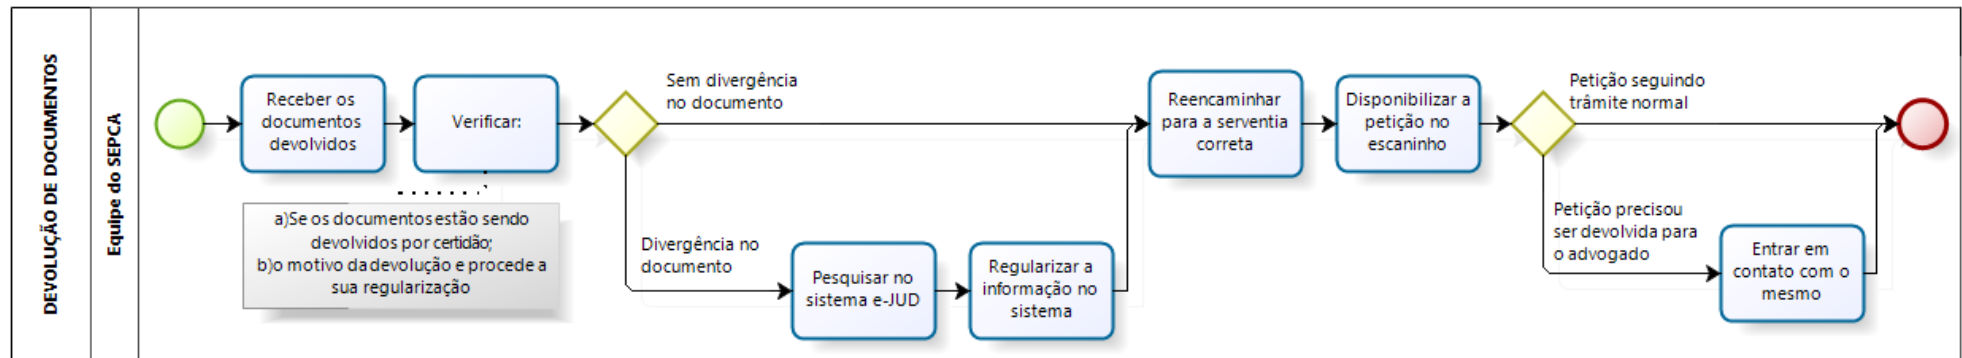 DEVOLUÇÃO DE DOCUMENTOS
Equipe do SEPCA
Receber os
documentos
devolvidos
Verificar:
a)Se os documentos estão sendo
devolvidos por certidão;
b)o motivo da devolução e procede a
sua regularização
Sem divergência
no documento
Divergência no
documento
Pesquisar no
sistema e-JUD
Regularizar a
informação no
sistema
Reencaminhar
para a serventia
correta
Disponibilizar a
petição no
escaninho
Petição seguindo
trâmite normal
Petição precisou
ser devolvida para
o advogado
Entrar em
contato com o
mesmo